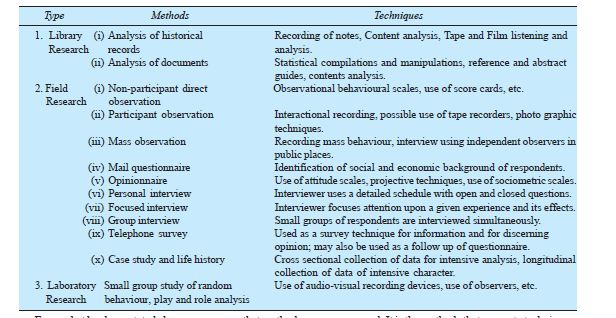 Type Methods Techniques
1. Library (i) Analysis of historical Recording of notes, Content analysis, Tape and Film listening and
Research records analysis.
(ii) Analysis of documents Statistical compilations and manipulations, reference and abstract
guides, contents analysis.
2. Field (i) Non-participant direct Observational behavioural scales, use of score cards, etc.
Research observation
(ii) Participant observation Interactional recording, possible use of tape recorders, photo graphic
techniques.
(iii) Mass observation Recording mass behaviour, interview using independent observers in
public places.
(iv) Mail questionnaire Identification of social and economic background of respondents.
(v) Opinionnaire Use of attitude scales, projective techniques, use of sociometric scales.
(vi) Personal interview Interviewer uses a detailed schedule with open and closed questions.
(vii) Focused interview Interviewer focuses attention upon a given experience and its effects.
(viii) Group interview Small groups of respondents are interviewed simultaneously.
(ix) Telephone survey Used as a survey technique for information and for discerning
opinion; may also be used as a follow up of questionnaire.
(x) Case study and life history Cross sectional collection of data for intensive analysis, longitudinal
collection of data of intensive character.
3. Laboratory Small group study of random Use of audio-visual recording devices, use of observers, etc.
Research behaviour, play and role analysis